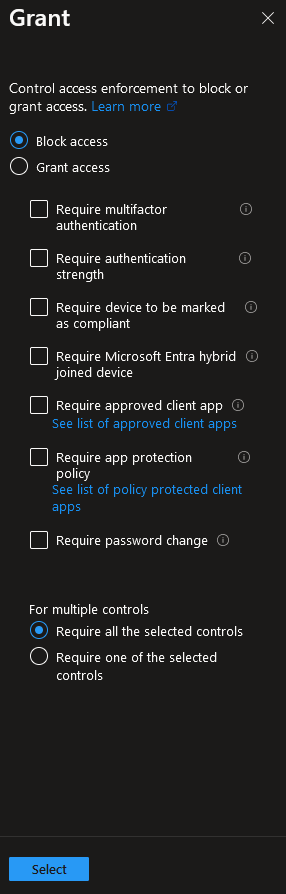 Grant
Control access enforcement to block or
grant access. Learn more
Block access
Grant access
Require multifactor
authentication
Require authentication
strength
Require device to be marked
as compliant
Require Microsoft Entra hybrid
joined device
Require approved client app
See list of approved client apps
Require app protection
policy
See list of policy protected client
apps
Require password change
For multiple controls
Require all the selected controls
Require one of the selected
controls
Select